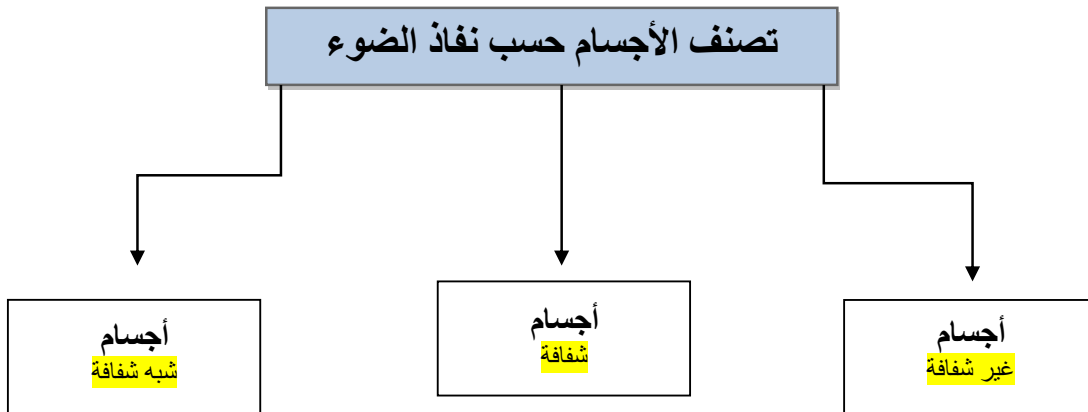 تصنف الأجسام حسب نفاذ الضوء
أجسام
غير شفافة
أجسام
شفافة
أجسام
شبه شفافة